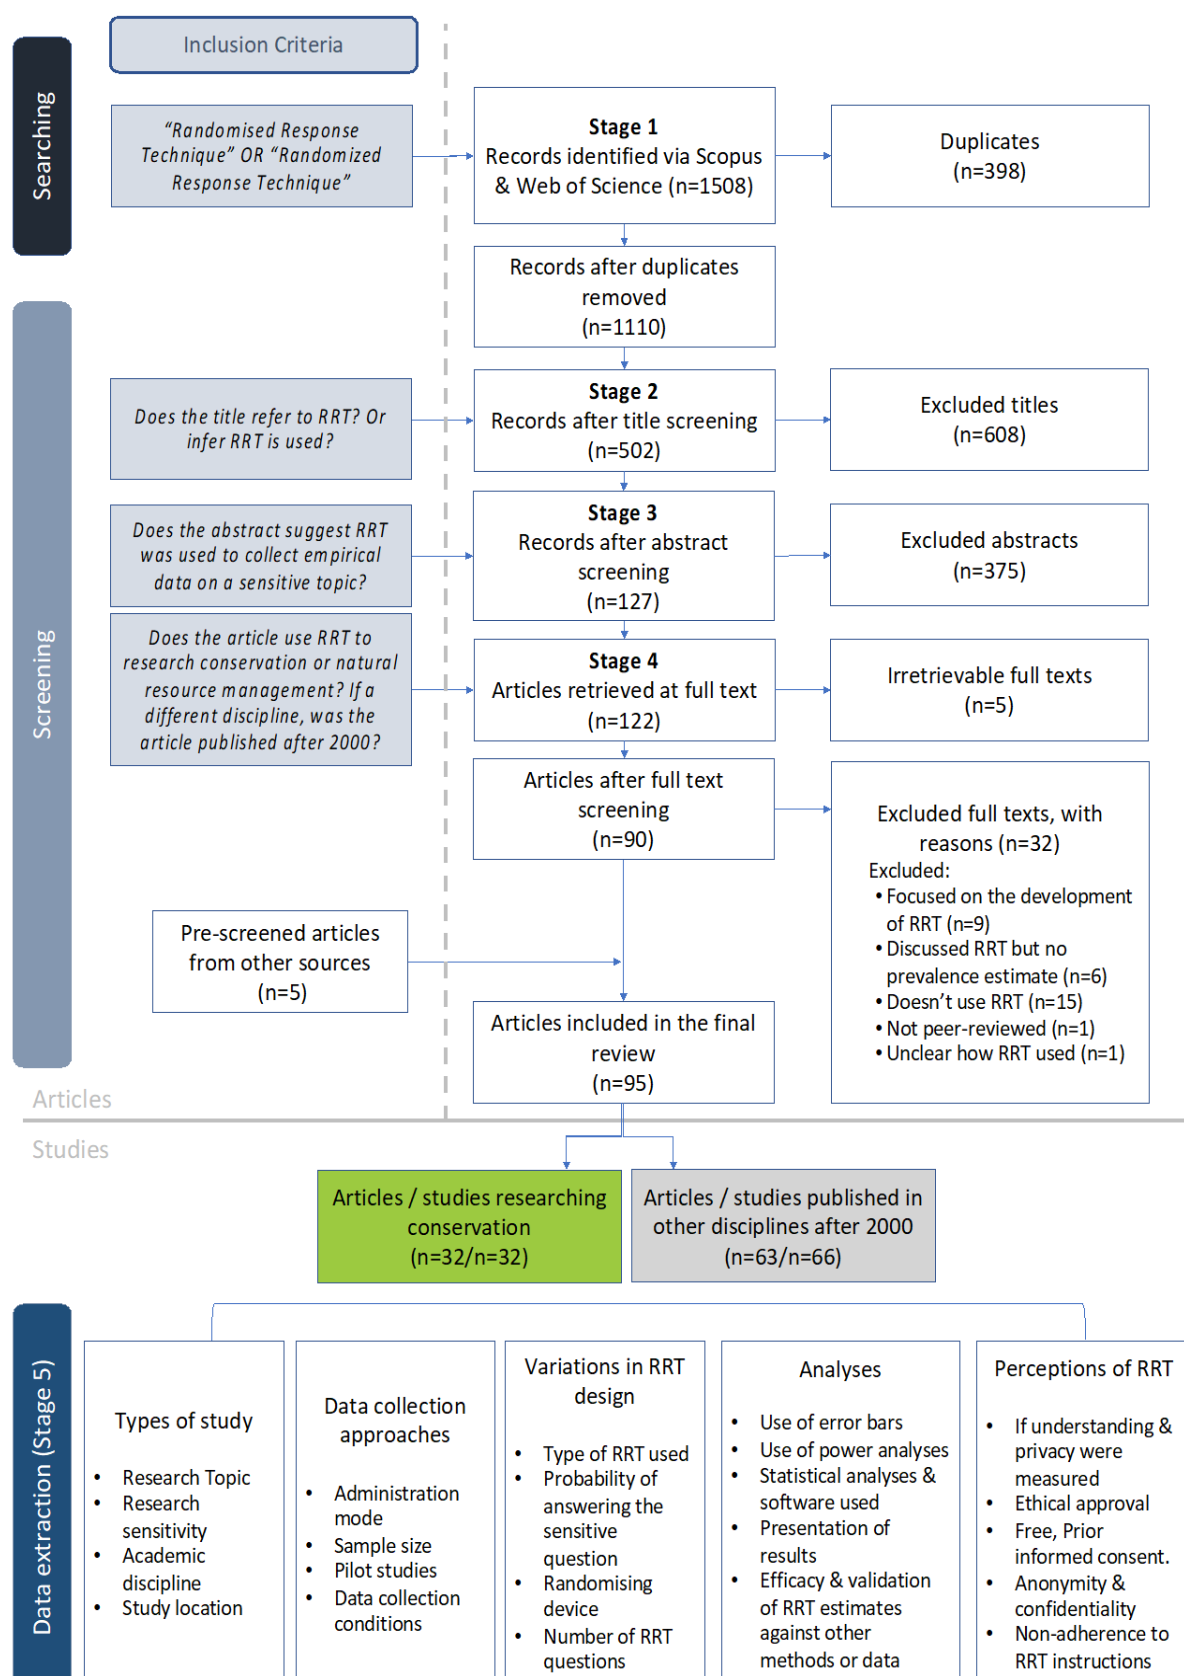 Searching
Inclusion Criteria
“Randomised Response
Technique” OR “Randomized
Response Technique”
Stage 1
Records identified via Scopus
& Web of Science (n=1508)
Duplicates
(n=398)
Records after duplicates
removed
(n=1110)
Screening
Does the title refer to RRT? Or
infer RRT is used?
Stage 2
Records after title screening
(n=502)
Excluded titles
(n=608)
Does the abstract suggest RRT
was used to collect empirical
data on a sensitive topic?
Stage 3
Records after abstract
screening
(n=127)
Excluded abstracts
(n=375)
Does the article use RRT to
research conservation or natural
resource management? If a
different discipline, was the
article published after 2000?
Stage 4
Articles retrieved at full text
(n=122)
Irretrievable full texts
(n=5)
Articles after full text
screening
(n=90)
Excluded full texts, with
reasons (n=32)
Excluded:
• Focused on the development
of RRT (n=9)
• Discussed RRT but no
prevalence estimate (n=6)
• Doesn’t use RRT (n=15)
• Not peer-reviewed (n=1)
• Unclear how RRT used (n=1)
Pre-screened articles
from other sources
(n=5)
Articles included in the final
review
(n=95)
Articles
Studies
Articles / studies researching
conservation
(n=32/n=32)
Articles / studies published in
other disciplines after 2000
(n=63/n=66)
Data extraction (Stage 5)
Types of study
• Research Topic
• Research
sensitivity
• Academic
discipline
• Study location
Data collection
approaches
• Administration
mode
• Sample size
• Pilot studies
• Data collection
conditions
Variations in RRT
design
• Type of RRT used
• Probability of
answering the
sensitive
question
• Randomising
device
• Number of RRT
questions
Analyses
• Use of error bars
• Use of power analyses
• Statistical analyses &
software used
• Presentation of
results
• Efficacy & validation
of RRT estimates
against other
methods or data
Perceptions of RRT
• If understanding &
privacy were
measured
• Ethical approval
• Free, Prior
informed consent.
• Anonymity &
confidentiality
• Non-adherence to
RRT instructions